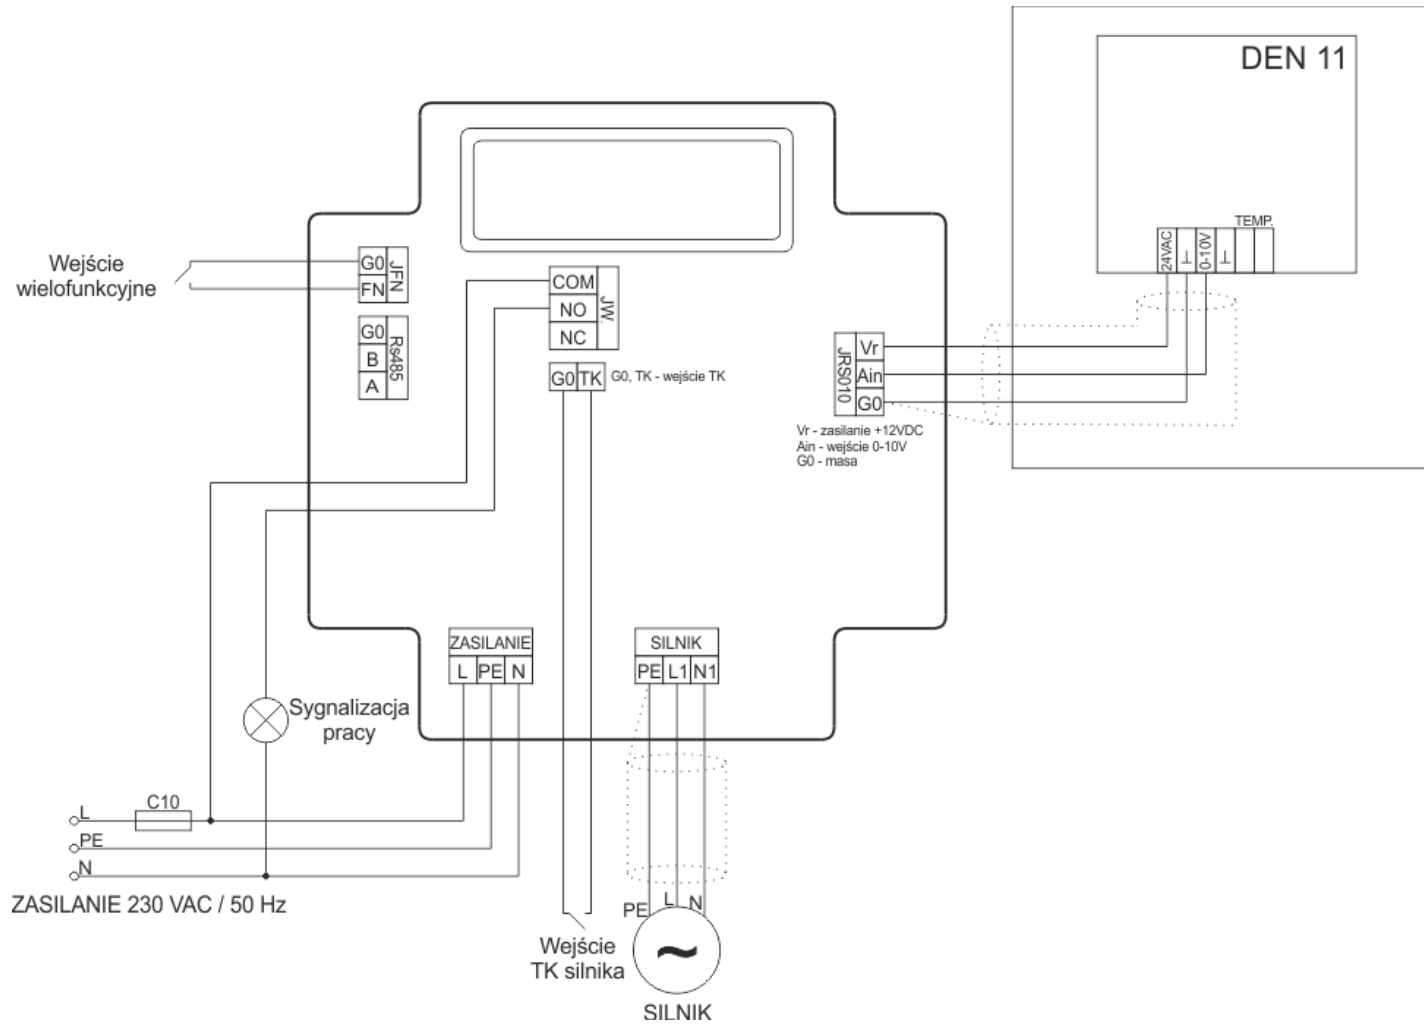 DEN 11
TEMP.
24VAC
⊥
0-10V
⊥
Wejście
wielofunkcyjne
G0
FN
JFN
G0
B
A
Rs485
COM
NO
NC
JW.
G0 TK
G0, TK - wejście TK
JRS010
Vr
Ain
G0
Vr - zasilanie +12VDC
Ain - wejście 0-10V
G0 - masa
ZASILANIE
L PE N
SILNIK
PE L1 N1
Sygnalizacja
pracy
C10
L
PE
N
ZASILANIE 230 VAC / 50 Hz
Wejście
TK silnika
PE L N
~
SILNIK